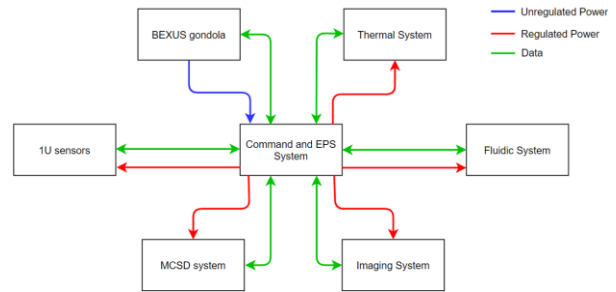 Unregulated Power
BEXUS gondola
Thermal System
Regulated Power
Data
1U sensors
Command and EPS
System
Fluidic System
MCSD system
Imaging System